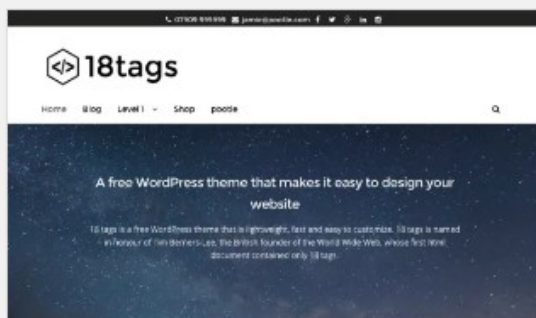 jamie@pootle.com
18tags
Home Blog Level 1 Shop pootle
A free WordPress theme that makes it easy to design your
website
18 tags is a free WordPress theme that is lightweight, fast and easy to customize. 18 tags is named
in honour of Tim Berners-Lee, the British founder of the World Wide Web, whose first html
document contained only 18 tags.